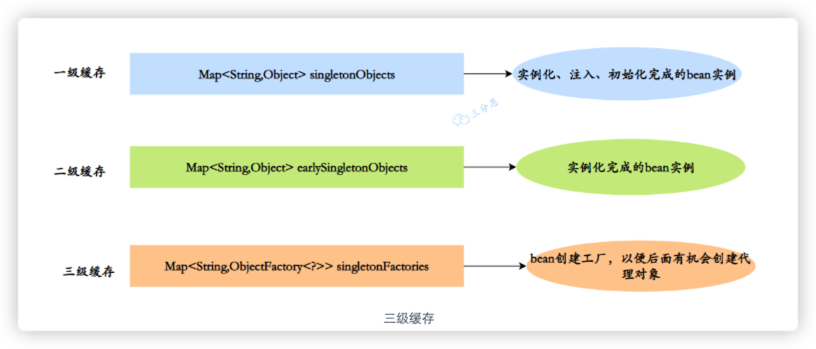 一级缓存
Map<String,Object> singletonObjects
实例化、注入、初始化完成的bean实例
三分恶
二级缓存
Map<String,Object> earlySingletonObjects
实例化完成的bean实例
三级缓存
Map<String,ObjectFactory<?>> singletonFactories
bean创建工厂，以便后面有机会创建代
理对象
三级缓存